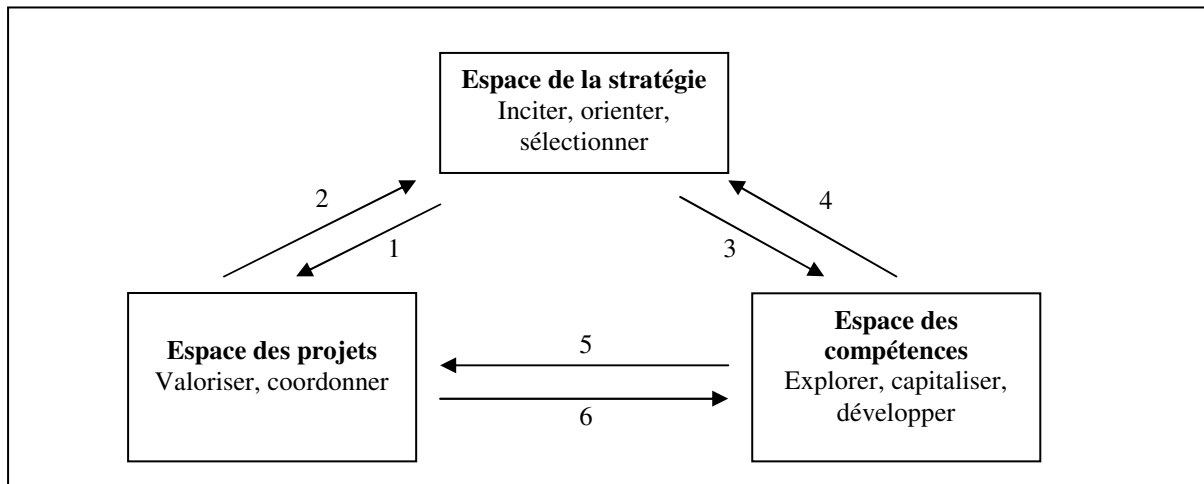 Espace de la stratégie
Inciter, orienter,
sélectionner
2
4
1
3
Espace des projets
Valoriser, coordonner
5
6
Espace des
compétences
Explorer, capitaliser,
développer